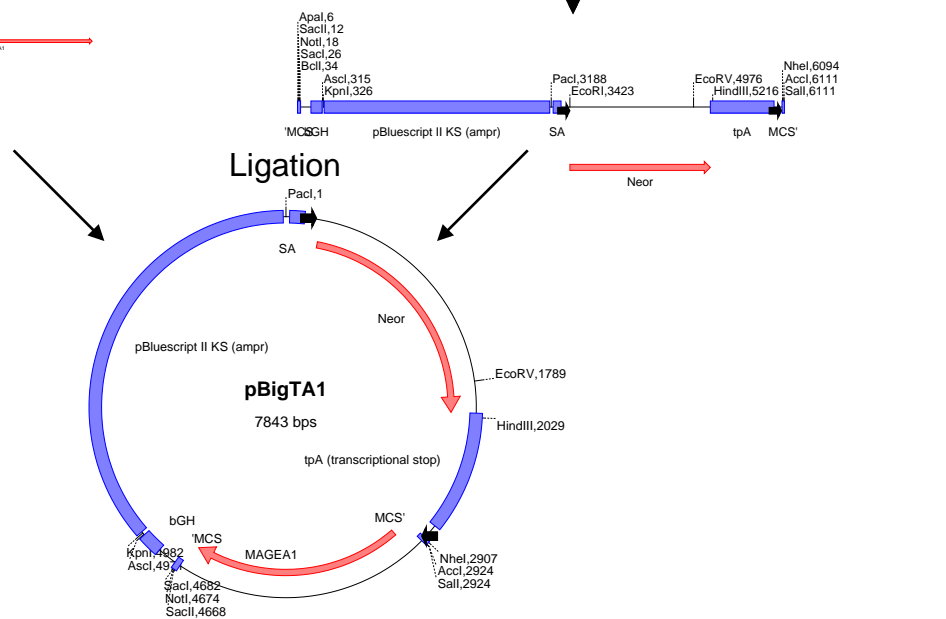 ApaI,6
SacII,12
NotI,18
SacI,26
BclI,34
AscI,315
KpnI,326
PacI,3188
EcoRI,3423
EcoRV,4976
HindIII,5216
NheI,6094
AccI,6111
SalI,6111
'MCS
bGH
pBluescript II KS (ampr)
SA
tpA
MCS'
Neor
Ligation
PacI,1
SA
Neor
pBluescript II KS (ampr)
EcoRV,1789
pBigTA1
7843 bps
HindIII,2029
tpA (transcriptional stop)
bGH
'MCS
MCS'
MAGEA1
KpnI,4982
NheI,2907
AccI,2924
SalI,2924
SacI,4682
NotI,4674
SacII,4668